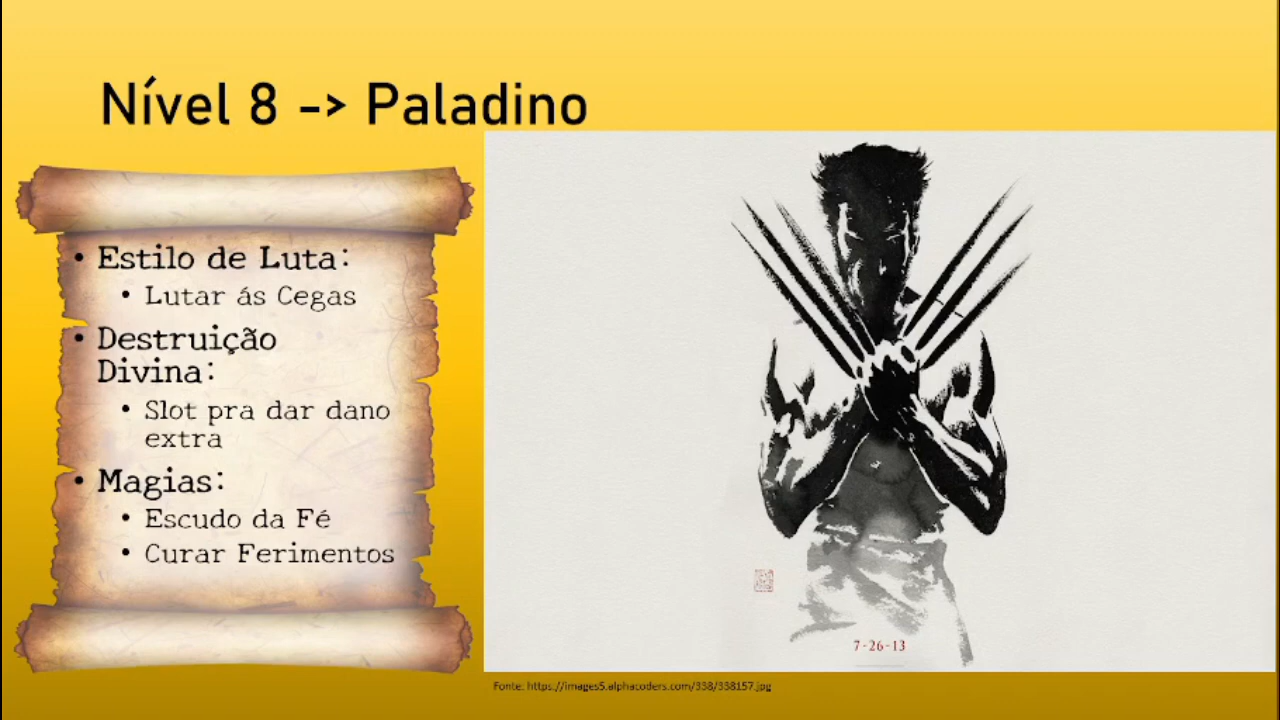 Nível 8 -> Paladino
• Estilo de Luta:
• Lutar ás Cegas
• Destruição
Divina:
• Slot pra dar dano
extra
• Magias:
• Escudo da Fé
• Curar Ferimentos
7-26-13
Fonte: https://images5.alphacoders.com/338/338157.jpg